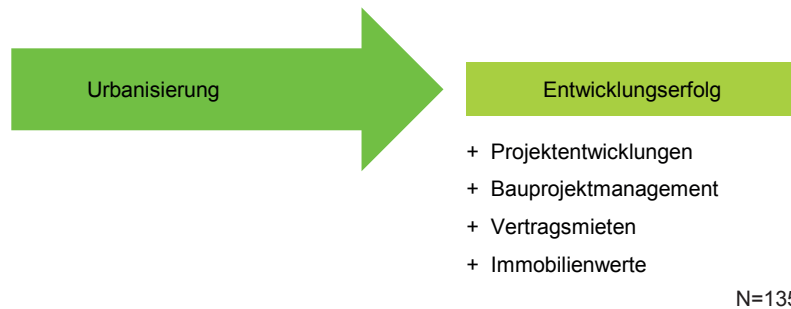 Urbanisierung
Entwicklungserfolg
+ Projektentwicklungen
+ Bauprojektmanagement
+ Vertragsmieten
+ Immobilienwerte
N=135